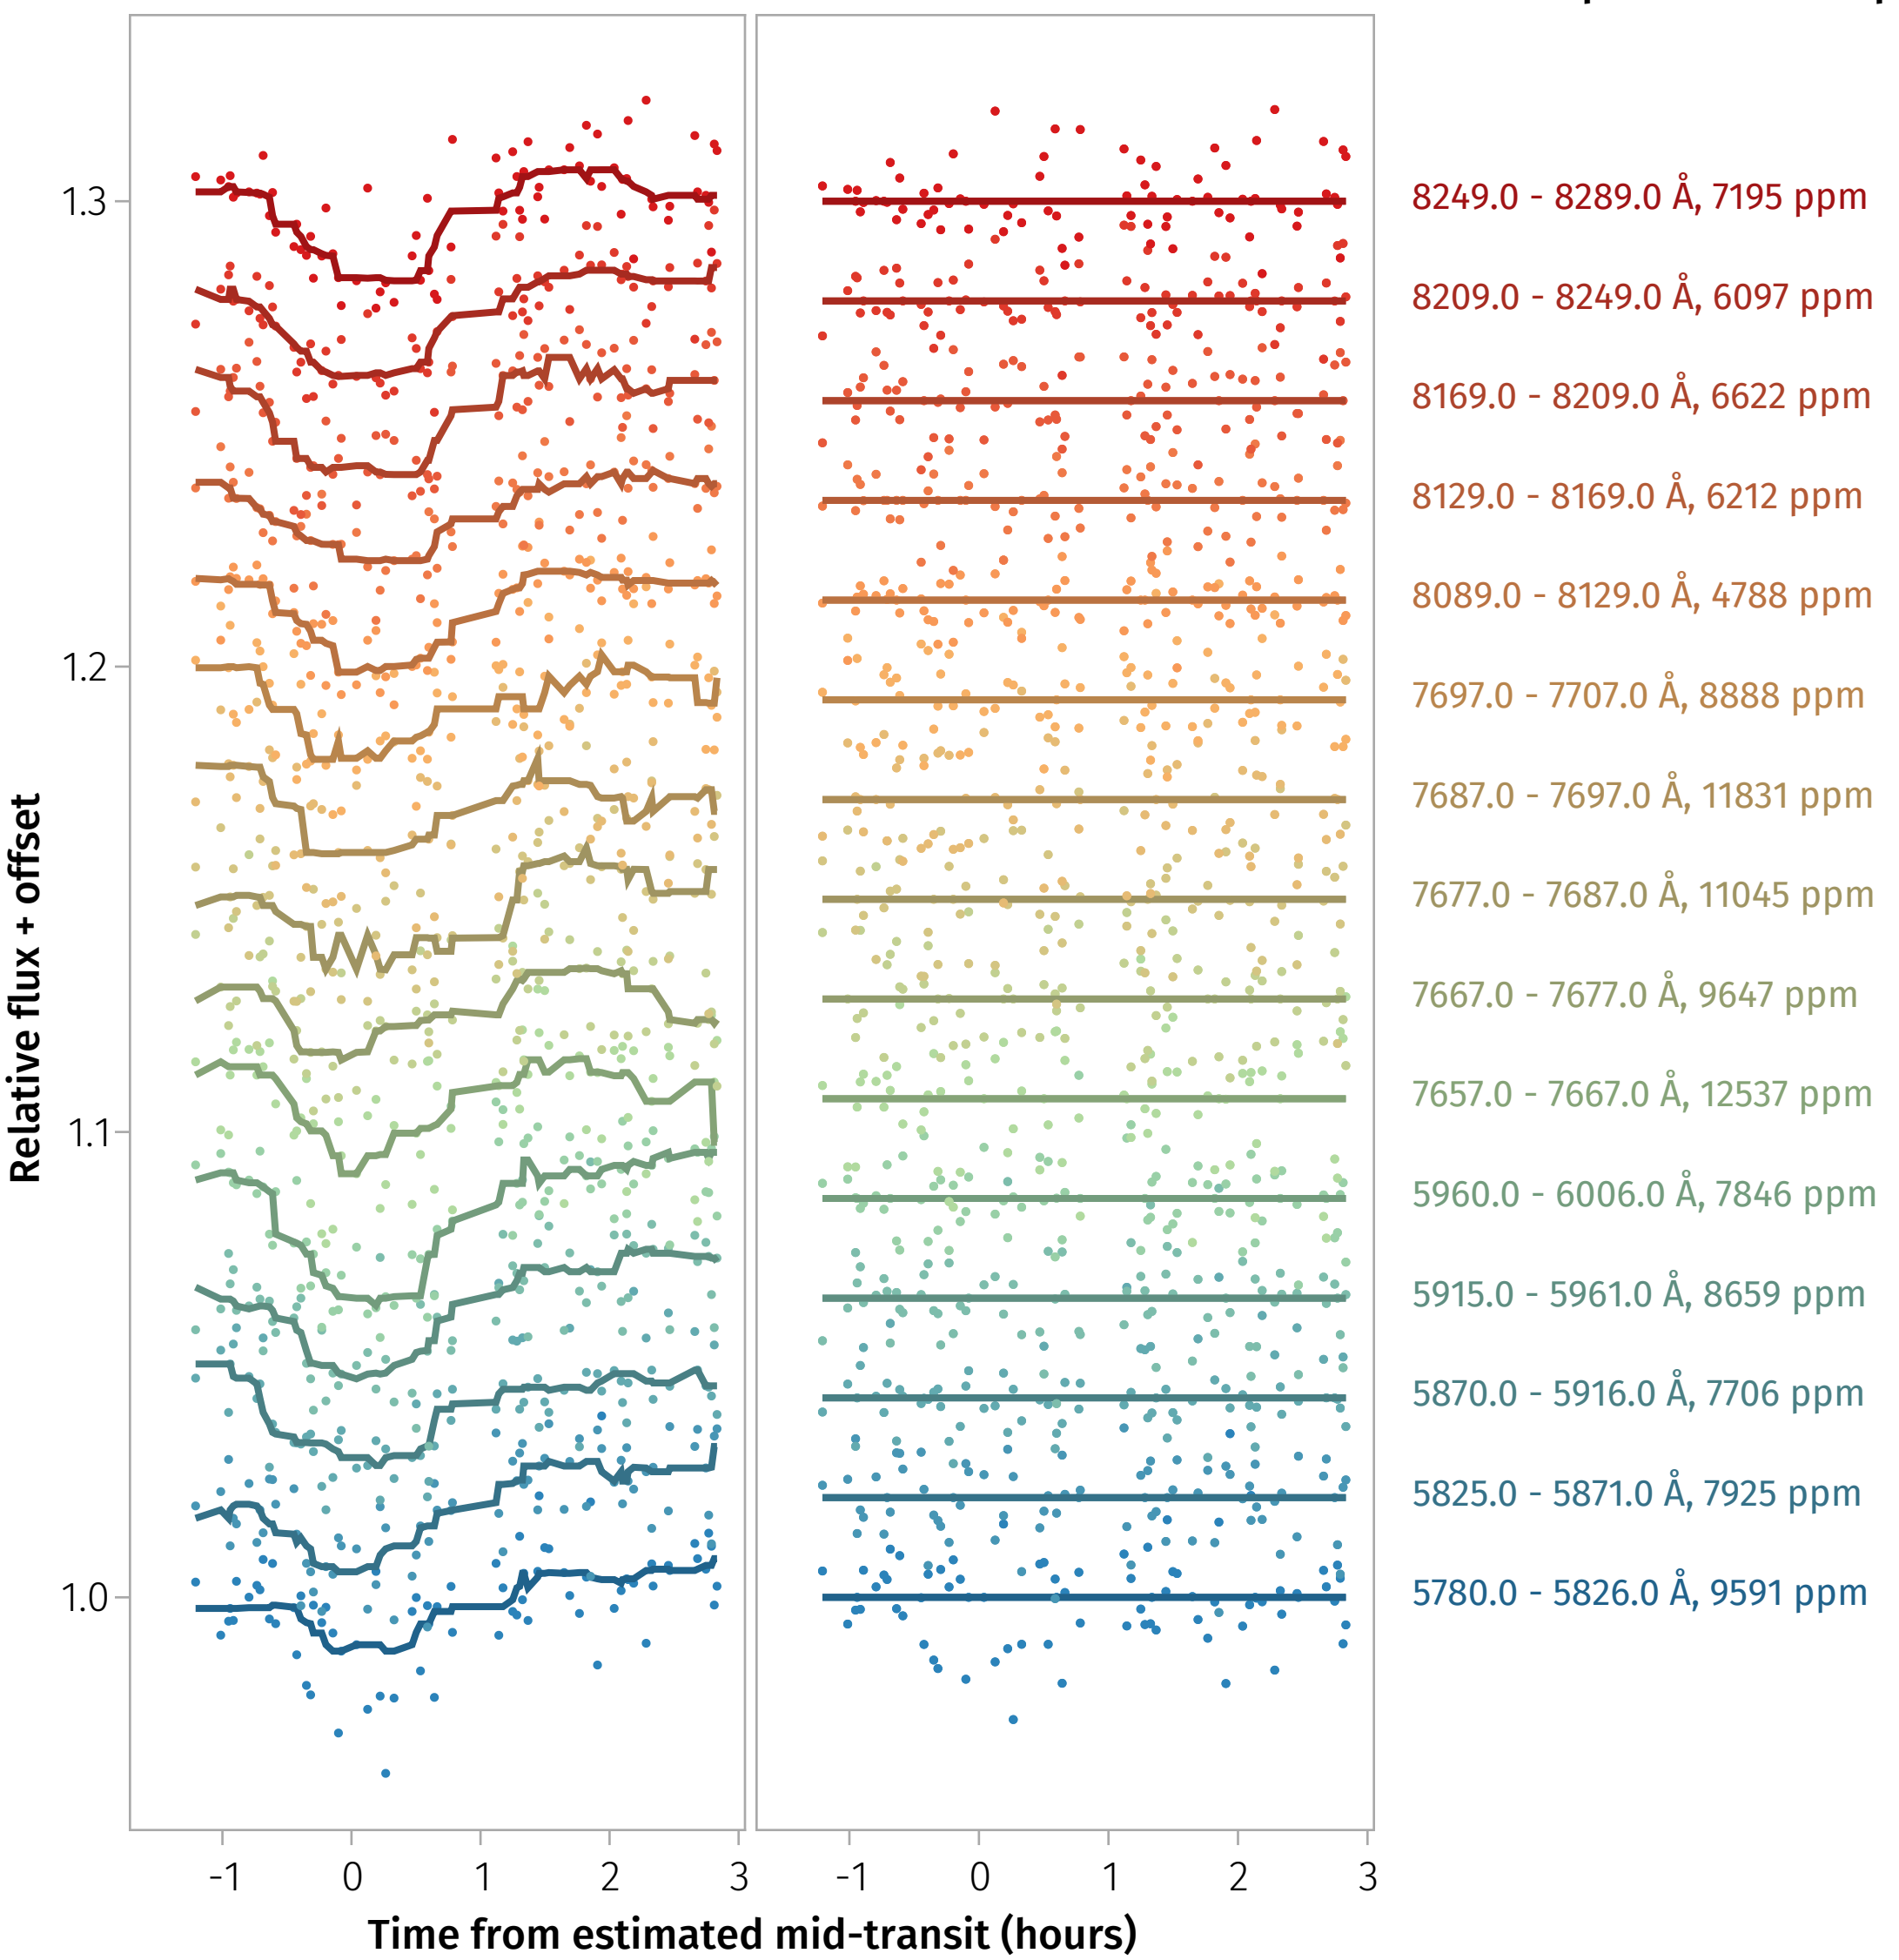 1.3
1.2
1.1
1.0
Relative flux + offset
-1 0 1 2 3
-1 0 1 2 3
Time from estimated mid-transit (hours)
8249.0 - 8289.0 Å, 7195 ppm
8209.0 - 8249.0 Å, 6097 ppm
8169.0 - 8209.0 Å, 6622 ppm
8129.0 - 8169.0 Å, 6212 ppm
8089.0 - 8129.0 Å, 4788 ppm
7697.0 - 7707.0 Å, 8888 ppm
7687.0 - 7697.0 Å, 11831 ppm
7677.0 - 7687.0 Å, 11045 ppm
7667.0 - 7677.0 Å, 9647 ppm
7657.0 - 7667.0 Å, 12537 ppm
5960.0 - 6006.0 Å, 7846 ppm
5915.0 - 5961.0 Å, 8659 ppm
5870.0 - 5916.0 Å, 7706 ppm
5825.0 - 5871.0 Å, 7925 ppm
5780.0 - 5826.0 Å, 9591 ppm